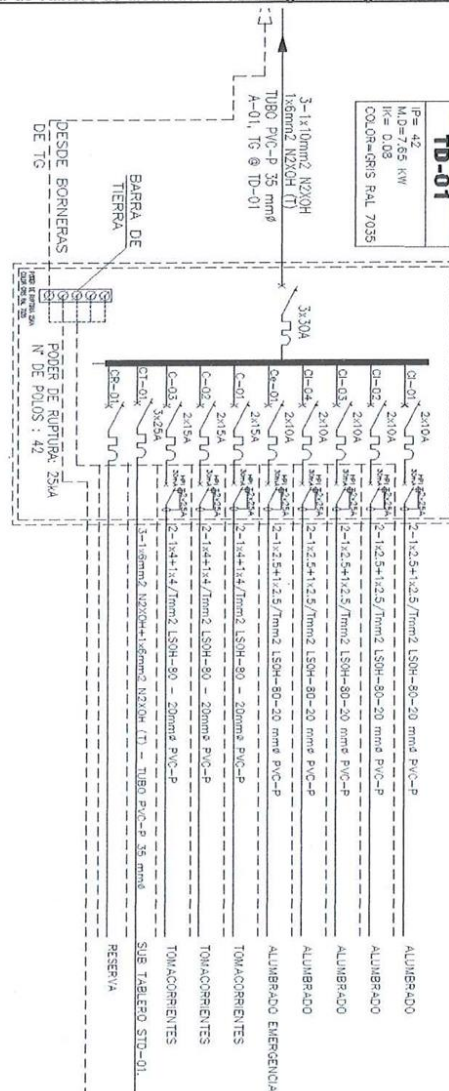 TD-01
IP= 42
M.D=7.65 KW
IK= 0.08
COLOR=GRIS RAL 7035
3-1x10mm2 N2XOH
1x6mm2 N2XOH (T)
TUBO PVC-P 35 mmø
A-01, TG @ TD-01
3x30A
BARRA DE
TIERRA
DESDE BORNERAS
DE TG
PODER DE RUPTURA: 25kA
N° DE POLOS : 42
CI-01 2x10A 2-1x2.5+1x2.5/Tmm2 LSOH-80-20 mmø PVC-P ALUMBRADO
CI-02 2x10A 2-1x2.5+1x2.5/Tmm2 LSOH-80-20 mmø PVC-P ALUMBRADO
CI-03 2x10A 2-1x2.5+1x2.5/Tmm2 LSOH-80-20 mmø PVC-P ALUMBRADO
CI-04 2x10A 2-1x2.5+1x2.5/Tmm2 LSOH-80-20 mmø PVC-P ALUMBRADO
Ce-01 2x10A 2-1x2.5+1x2.5/Tmm2 LSOH-80-20 mmø PVC-P ALUMBRADO EMERGENCIA
C-01 2x15A 2-1x4+1x4/Tmm2 LSOH-80 - 20mmø PVC-P TOMACORRIENTES
C-02 2x15A 2-1x4+1x4/Tmm2 LSOH-80 - 20mmø PVC-P TOMACORRIENTES
C-03 2x15A 2-1x4+1x4/Tmm2 LSOH-80 - 20mmø PVC-P TOMACORRIENTES
CT-01 3x25A 3-1x6mm2 N2XOH+1x6mm2 N2XOH (T) - TUBO PVC-P 35 mmø SUB TABLERO STD-01.
CR-01 RESERVA